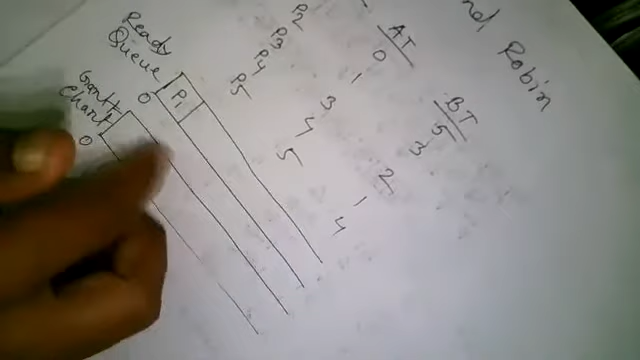 nd Robin
AT BT
0 5
P2 1 3
P3 3 2
P4 4 1
P5 5 4
Ready
Queue
0 P1
Gantt
Chart
0